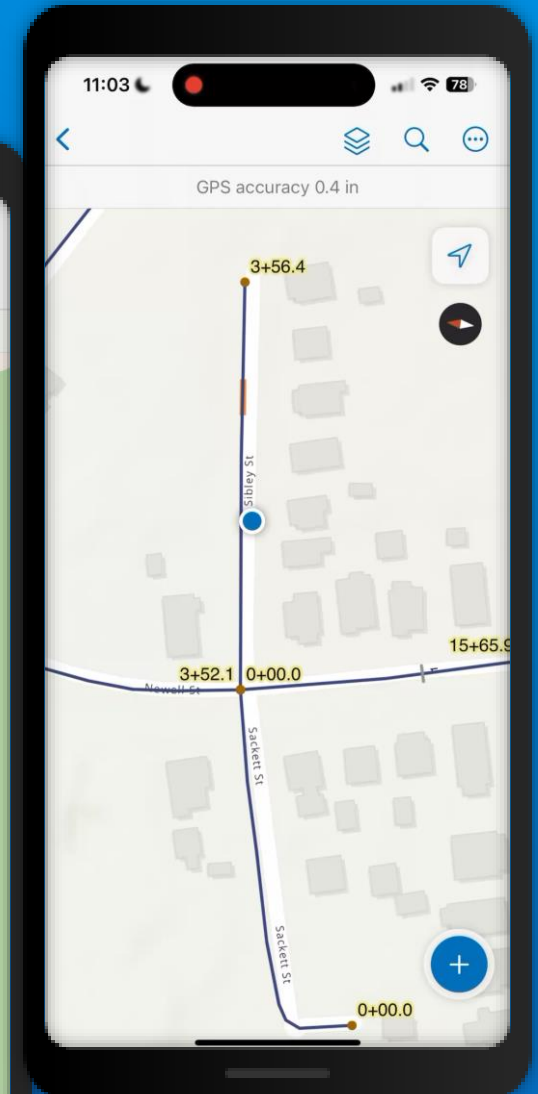 11:03
78
GPS accuracy 0.4 in
3+56.4
Sibley St
15+65.9
3+52.1
0+00.0
Nowell St
Sackett St
Sackett St
0+00.0